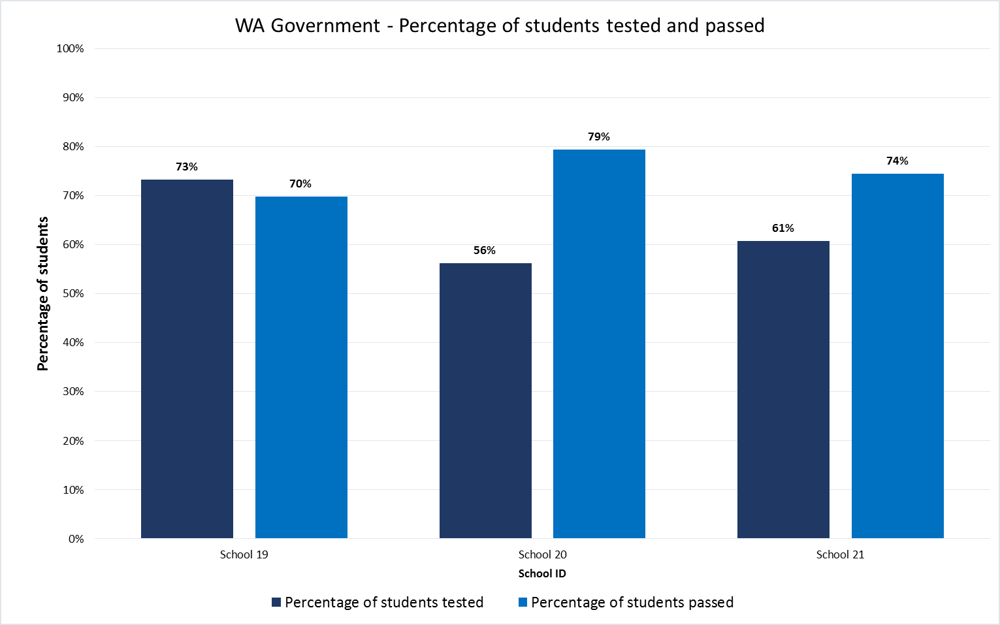 WA Government - Percentage of students tested and passed
100%
90%
80%
70%
60%
50%
40%
30%
20%
10%
0%
Percentage of students
73%
70%
56%
79%
61%
74%
School 19
School 20
School 21
School ID
Percentage of students tested
Percentage of students passed